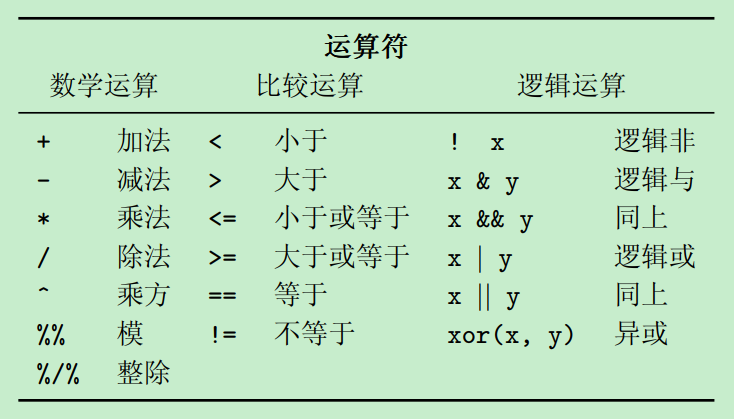 运算符
数学运算 比较运算 逻辑运算
+ 加法 < 小于 ! x 逻辑非
- 减法 > 大于 x & y 逻辑与
* 乘法 <= 小于或等于 x && y 同上
/ 除法 >= 大于或等于 x | y 逻辑或
^ 乘方 == 等于 x || y 同上
%% 模 != 不等于 xor(x, y) 异或
%/% 整除